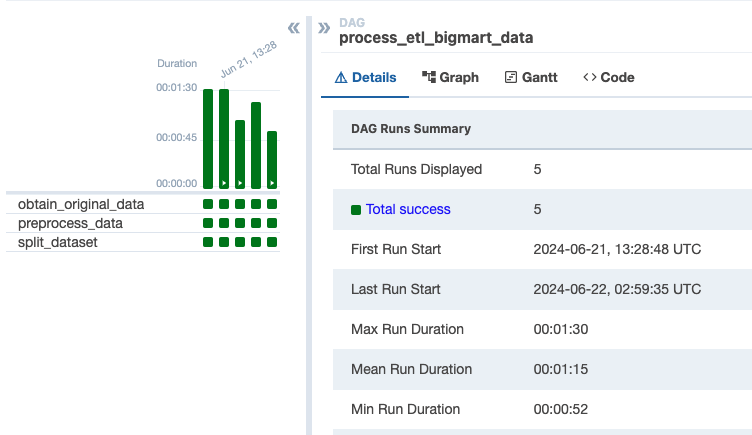 Duration
Jun 21, 13:28
00:01:30
00:00:45
00:00:00
obtain_original_data
preprocess_data
split_dataset
DAG
process_etl_bigmart_data
Details Graph Gantt Code
DAG Runs Summary
Total Runs Displayed 5
Total success 5
First Run Start 2024-06-21, 13:28:48 UTC
Last Run Start 2024-06-22, 02:59:35 UTC
Max Run Duration 00:01:30
Mean Run Duration 00:01:15
Min Run Duration 00:00:52